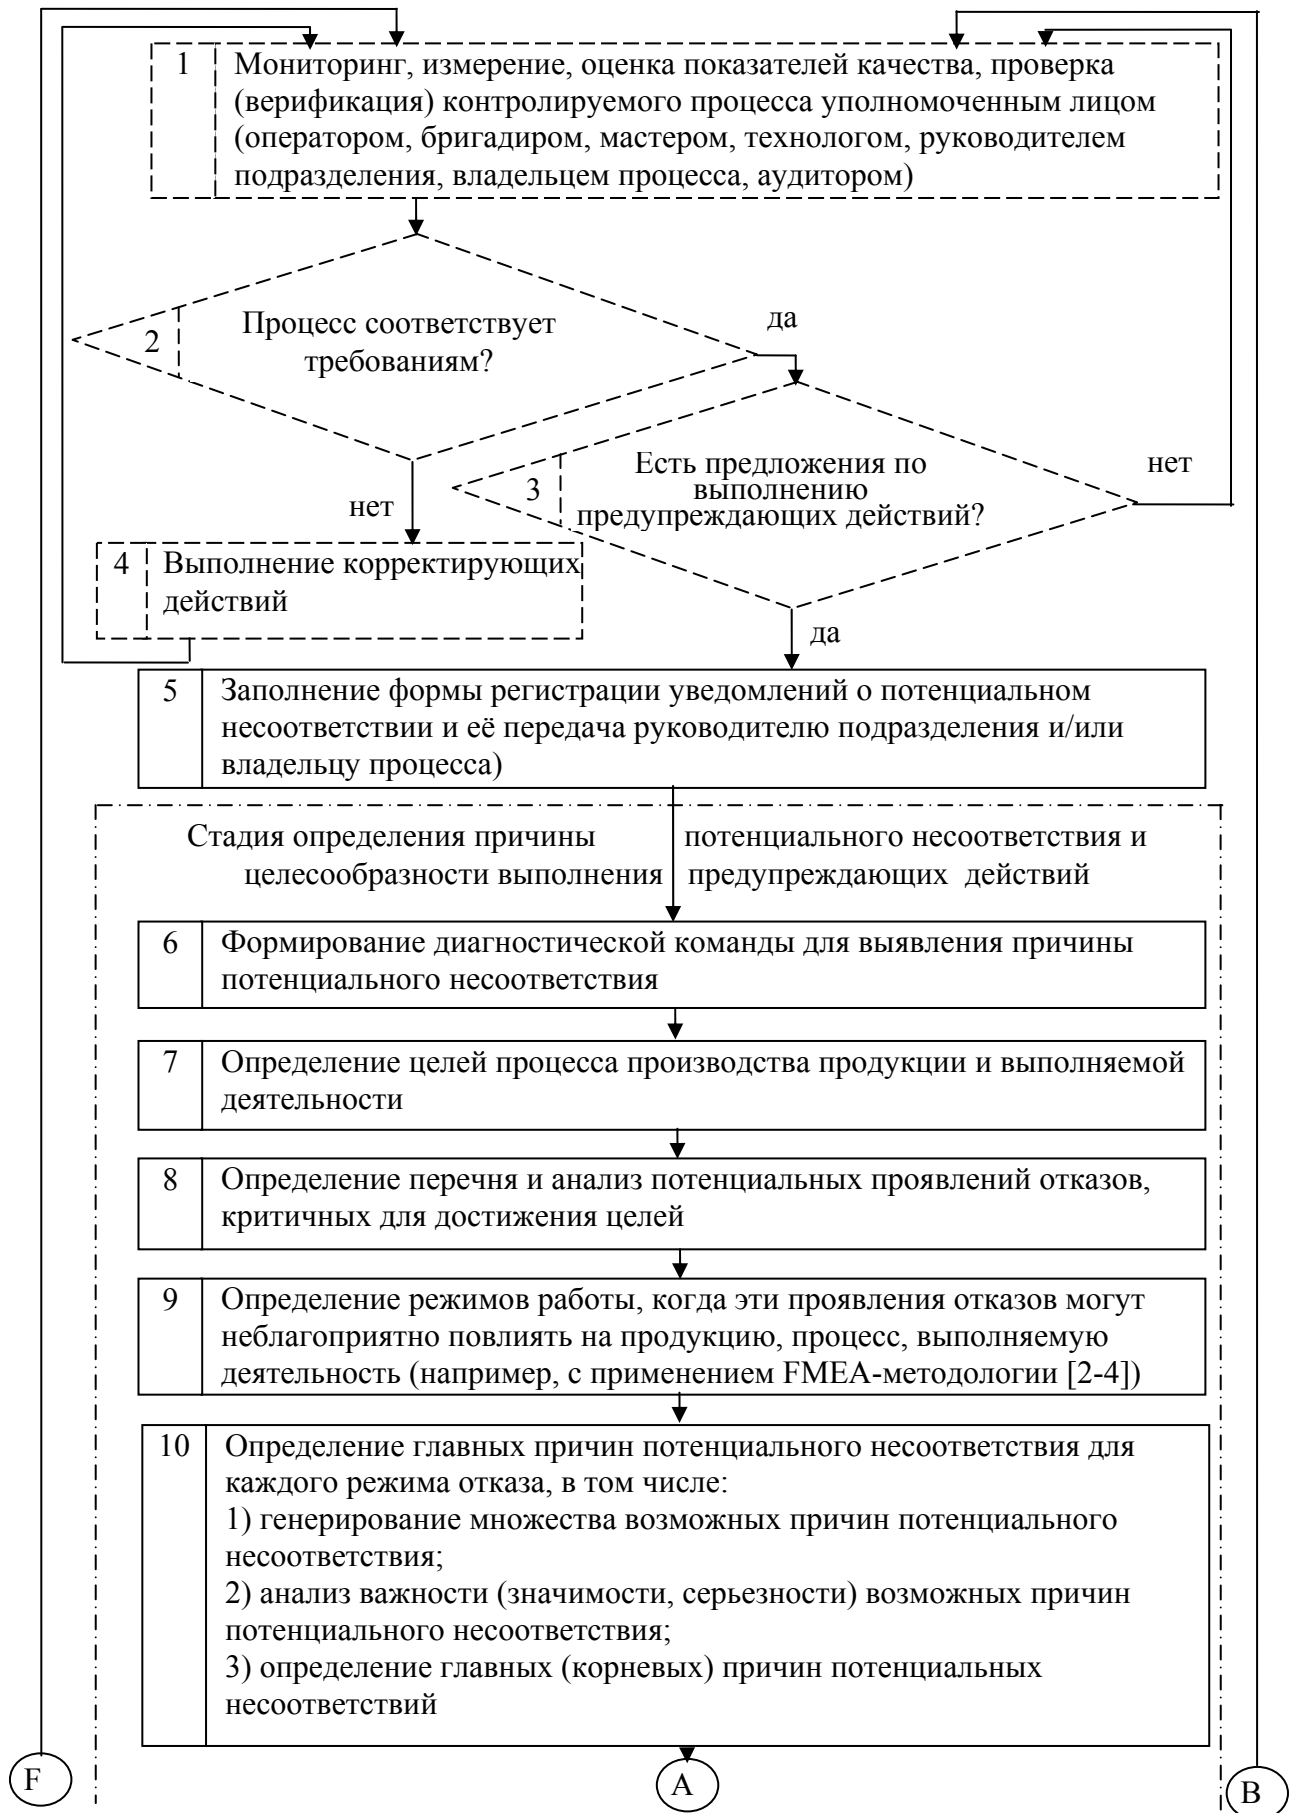 1 Мониторинг, измерение, оценка показателей качества, проверка
(верификация) контролируемого процесса уполномоченным лицом
(оператором, бригадиром, мастером, технологом, руководителем
подразделения, владельцем процесса, аудитором)
2 Процесс соответствует
требованиям?
да
3 Есть предложения по
выполнению
предупреждающих действий?
нет
нет
4 Выполнение корректирующих
действий
да
5 Заполнение формы регистрации уведомлений о потенциальном
несоответствии и её передача руководителю подразделения и/или
владельцу процесса)
Стадия определения причины потенциального несоответствия и
целесообразности выполнения предупреждающих действий
6 Формирование диагностической команды для выявления причины
потенциального несоответствия
7 Определение целей процесса производства продукции и выполняемой
деятельности
8 Определение перечня и анализ потенциальных проявлений отказов,
критичных для достижения целей
9 Определение режимов работы, когда эти проявления отказов могут
неблагоприятно повлиять на продукцию, процесс, выполняемую
деятельность (например, с применением FMEA-методологии [2-4])
10 Определение главных причин потенциального несоответствия для
каждого режима отказа, в том числе:
1) генерирование множества возможных причин потенциального
несоответствия;
2) анализ важности (значимости, серьезности) возможных причин
потенциального несоответствия;
3) определение главных (корневых) причин потенциальных
несоответствий
F
A
B